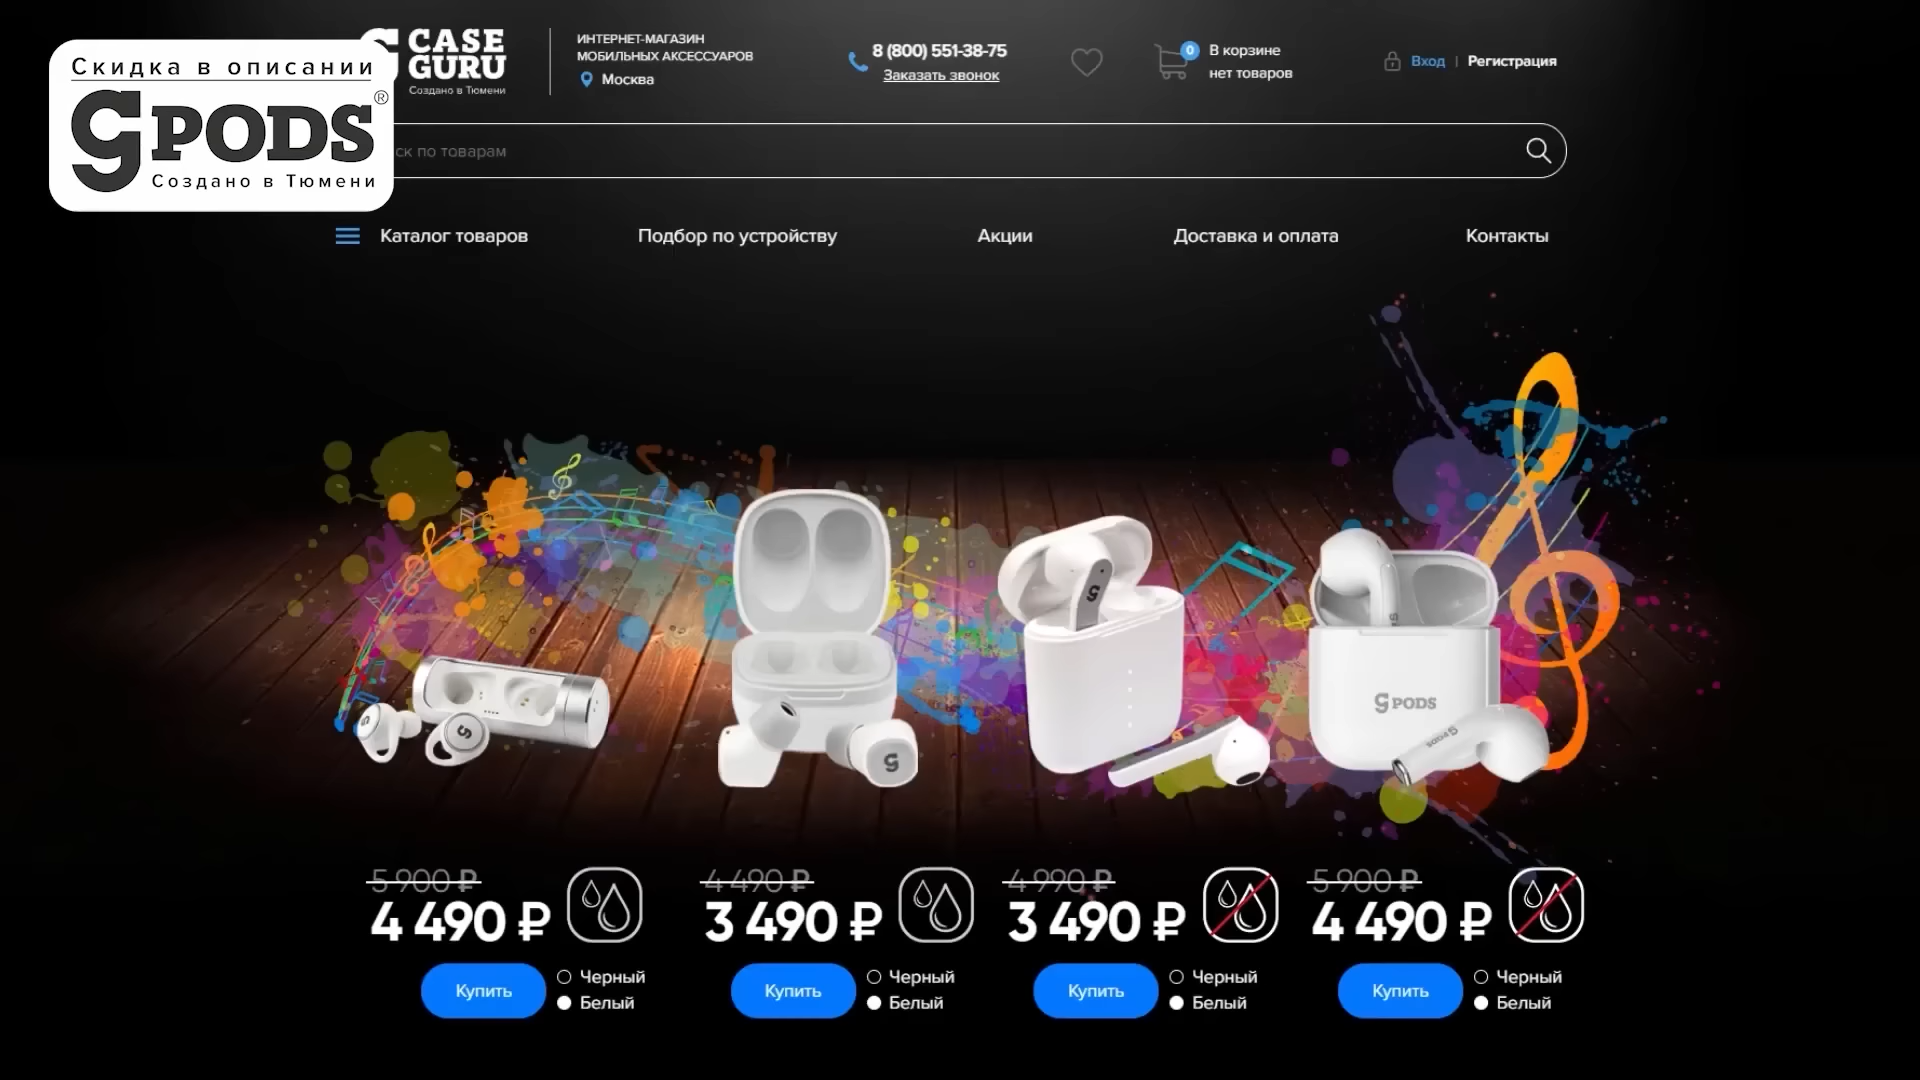 Скидка в описании
gPODS®
Создано в Тюмени
CASE
GURU
Создано в Тюмени
ИНТЕРНЕТ-МАГАЗИН
МОБИЛЬНЫХ АКСЕССУАРОВ
Москва
8 (800) 551-38-75
Заказать звонок
0
В корзине
нет товаров
Вход | Регистрация
ск по товарам
Каталог товаров
Подбор по устройству
Акции
Доставка и оплата
Контакты
gPODS
gPODS
5 900 ₽
4 490 ₽
Купить
Черный
Белый
4 490 ₽
3 490 ₽
Купить
Черный
Белый
4 990 ₽
3 490 ₽
Купить
Черный
Белый
5 900 ₽
4 490 ₽
Купить
Черный
Белый